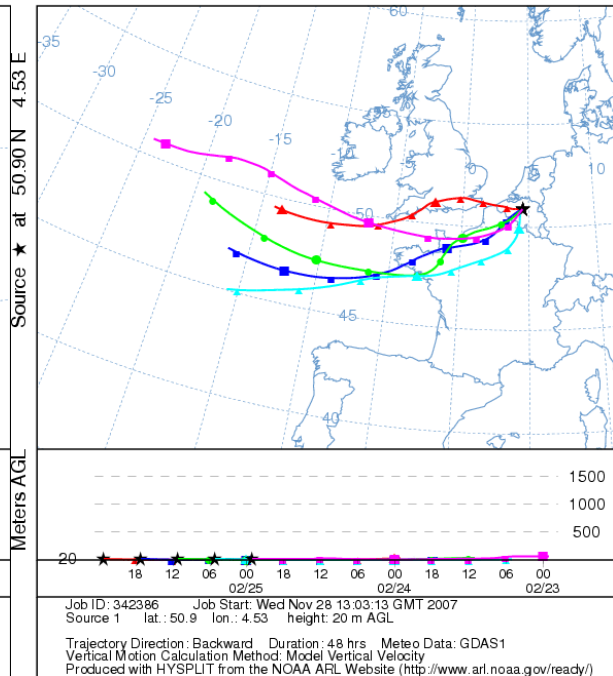 Source ★ at 50.90 N 4.53 E
60
-35
-30
-25
-20
-15
-5
0
5
10
50
45
40
Meters AGL
1500
1000
500
20
18 12 06 00 18 12 06 00 18 12 06 00
02/25 02/24 02/23
Job ID: 342386 Job Start: Wed Nov 28 13:03:13 GMT 2007
Source 1 lat.: 50.9 lon.: 4.53 height: 20 m AGL
Trajectory Direction: Backward Duration: 48 hrs Meteo Data: GDAS1
Vertical Motion Calculation Method: Model Vertical Velocity
Produced with HYSPLIT from the NOAA ARL Website (http://www.arl.noaa.gov/ready/)